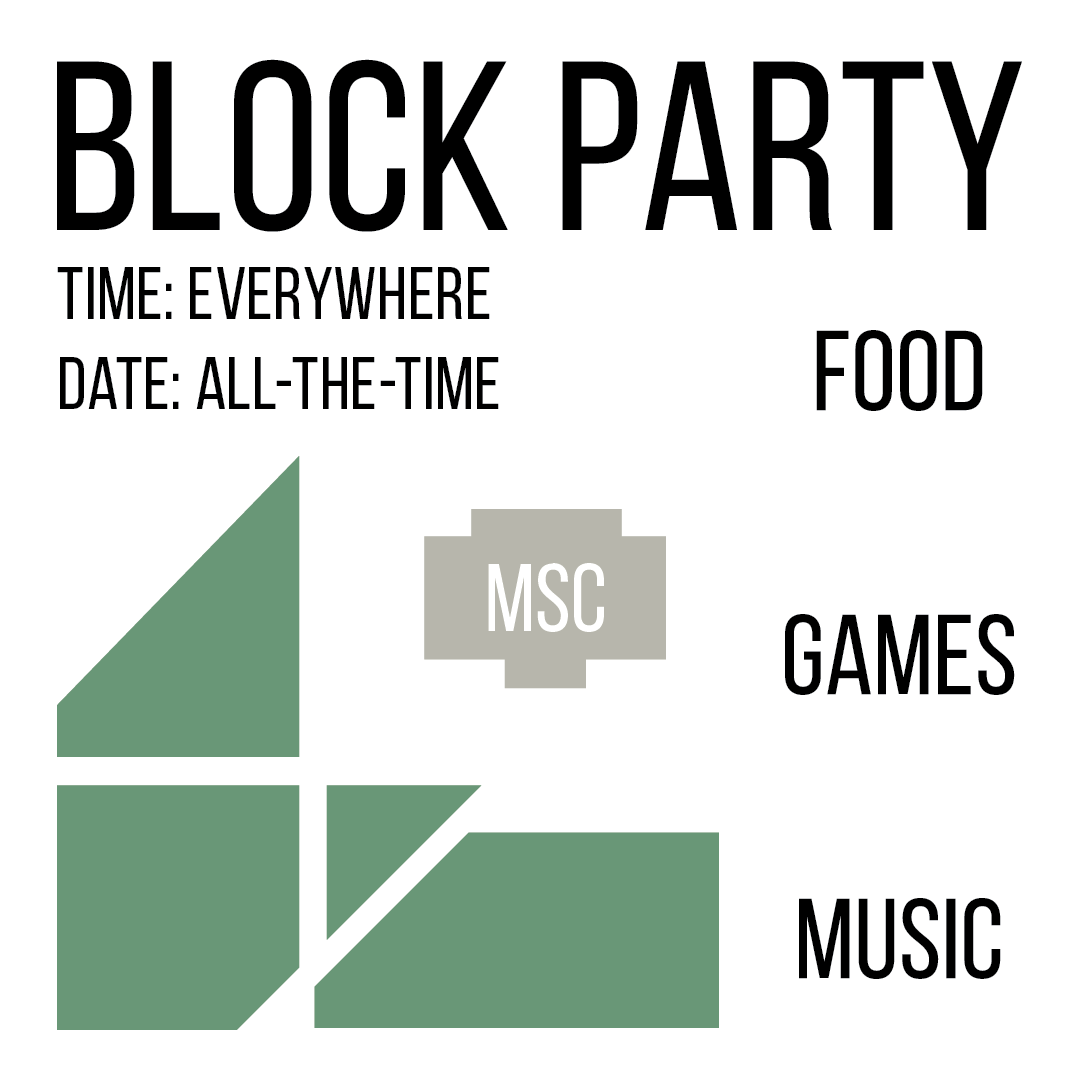 BLOCK PARTY
TIME: EVERYWHERE
DATE: ALL-THE-TIME
FOOD
MSC
GAMES
MUSIC